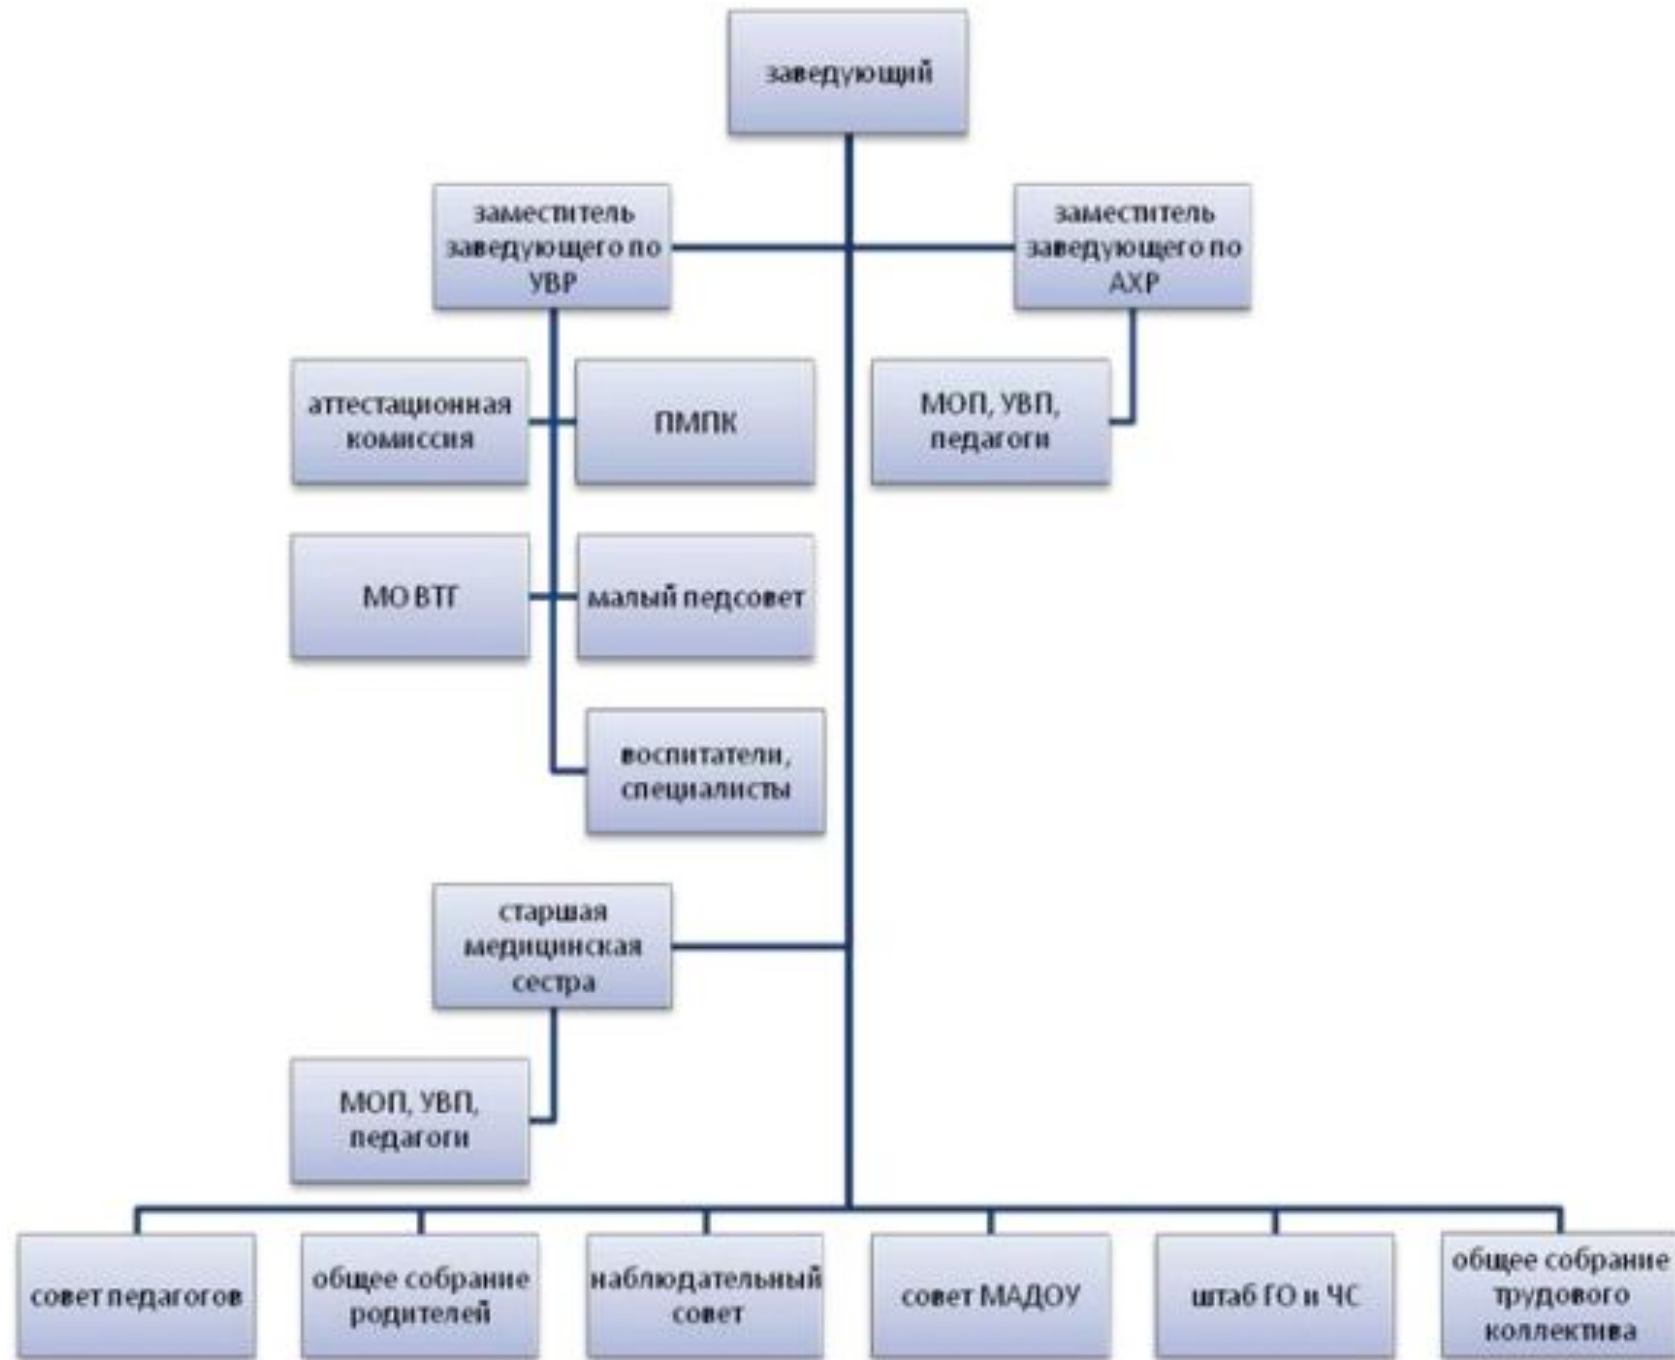 заведующий
заместитель
заведующего по
УВР
заместитель
заведующего по
АХР
аттестационная
комиссия
ПМПК
МОП, УВП,
педагоги
МО ВТГ
малый педсовет
воспитатели,
специалисты
старшая
медицинская
сестра
МОП, УВП,
педагоги
совет педагогов
общее собрание
родителей
наблюдательный
совет
совет МАДОУ
штаб ГО и ЧС
общее собрание
трудового
коллектива